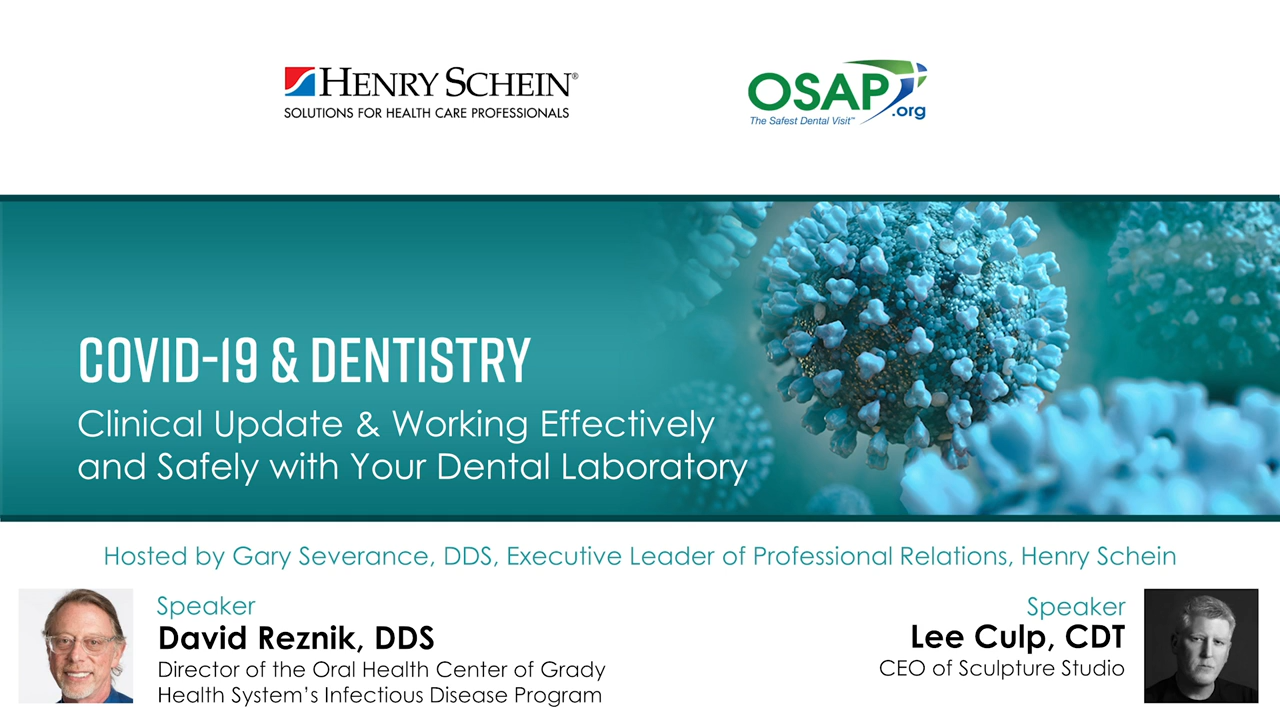 HENRY SCHEIN®
SOLUTIONS FOR HEALTH CARE PROFESSIONALS
OSAP
.org
The Safest Dental Visit™
COVID-19 & DENTISTRY
Clinical Update & Working Effectively
and Safely with Your Dental Laboratory
Hosted by Gary Severance, DDS, Executive Leader of Professional Relations, Henry Schein
Speaker
David Reznik, DDS
Director of the Oral Health Center of Grady
Health System’s Infectious Disease Program
Speaker
Lee Culp, CDT
CEO of Sculpture Studio